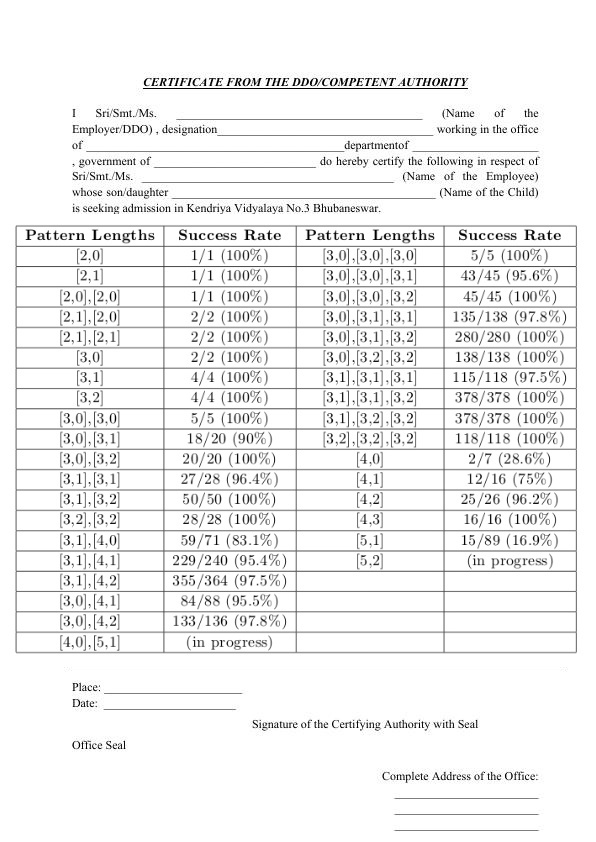 CERTIFICATE FROM THE DDO/COMPETENT AUTHORITY
I Sri/Smt./Ms. ________________________________________ (Name of the
Employer/DDO) , designation____________________________________ working in the office
of ___________________________________________departmentof _____________________
, government of ___________________________ do hereby certify the following in respect of
Sri/Smt./Ms. __________________________________________ (Name of the Employee)
whose son/daughter ____________________________________________ (Name of the Child)
is seeking admission in Kendriya Vidyalaya No.3 Bhubaneswar.
Pattern Lengths Success Rate Pattern Lengths Success Rate
[2,0] 1/1 (100%) [3,0],[3,0],[3,0] 5/5 (100%)
[2,1] 1/1 (100%) [3,0],[3,0],[3,1] 43/45 (95.6%)
[2,0],[2,0] 1/1 (100%) [3,0],[3,0],[3,2] 45/45 (100%)
[2,1],[2,0] 2/2 (100%) [3,0],[3,1],[3,1] 135/138 (97.8%)
[2,1],[2,1] 2/2 (100%) [3,0],[3,1],[3,2] 280/280 (100%)
[3,0] 2/2 (100%) [3,0],[3,2],[3,2] 138/138 (100%)
[3,1] 4/4 (100%) [3,1],[3,1],[3,1] 115/118 (97.5%)
[3,2] 4/4 (100%) [3,1],[3,1],[3,2] 378/378 (100%)
[3,0],[3,0] 5/5 (100%) [3,1],[3,2],[3,2] 378/378 (100%)
[3,0],[3,1] 18/20 (90%) [3,2],[3,2],[3,2] 118/118 (100%)
[3,0],[3,2] 20/20 (100%) [4,0] 2/7 (28.6%)
[3,1],[3,1] 27/28 (96.4%) [4,1] 12/16 (75%)
[3,1],[3,2] 50/50 (100%) [4,2] 25/26 (96.2%)
[3,2],[3,2] 28/28 (100%) [4,3] 16/16 (100%)
[3,1],[4,0] 59/71 (83.1%) [5,1] 15/89 (16.9%)
[3,1],[4,1] 229/240 (95.4%) [5,2] (in progress)
[3,1],[4,2] 355/364 (97.5%)
[3,0],[4,1] 84/88 (95.5%)
[3,0],[4,2] 133/136 (97.8%)
[4,0],[5,1] (in progress)
Place: _______________________
Date: ______________________
Signature of the Certifying Authority with Seal
Office Seal
Complete Address of the Office:
________________________
________________________
________________________